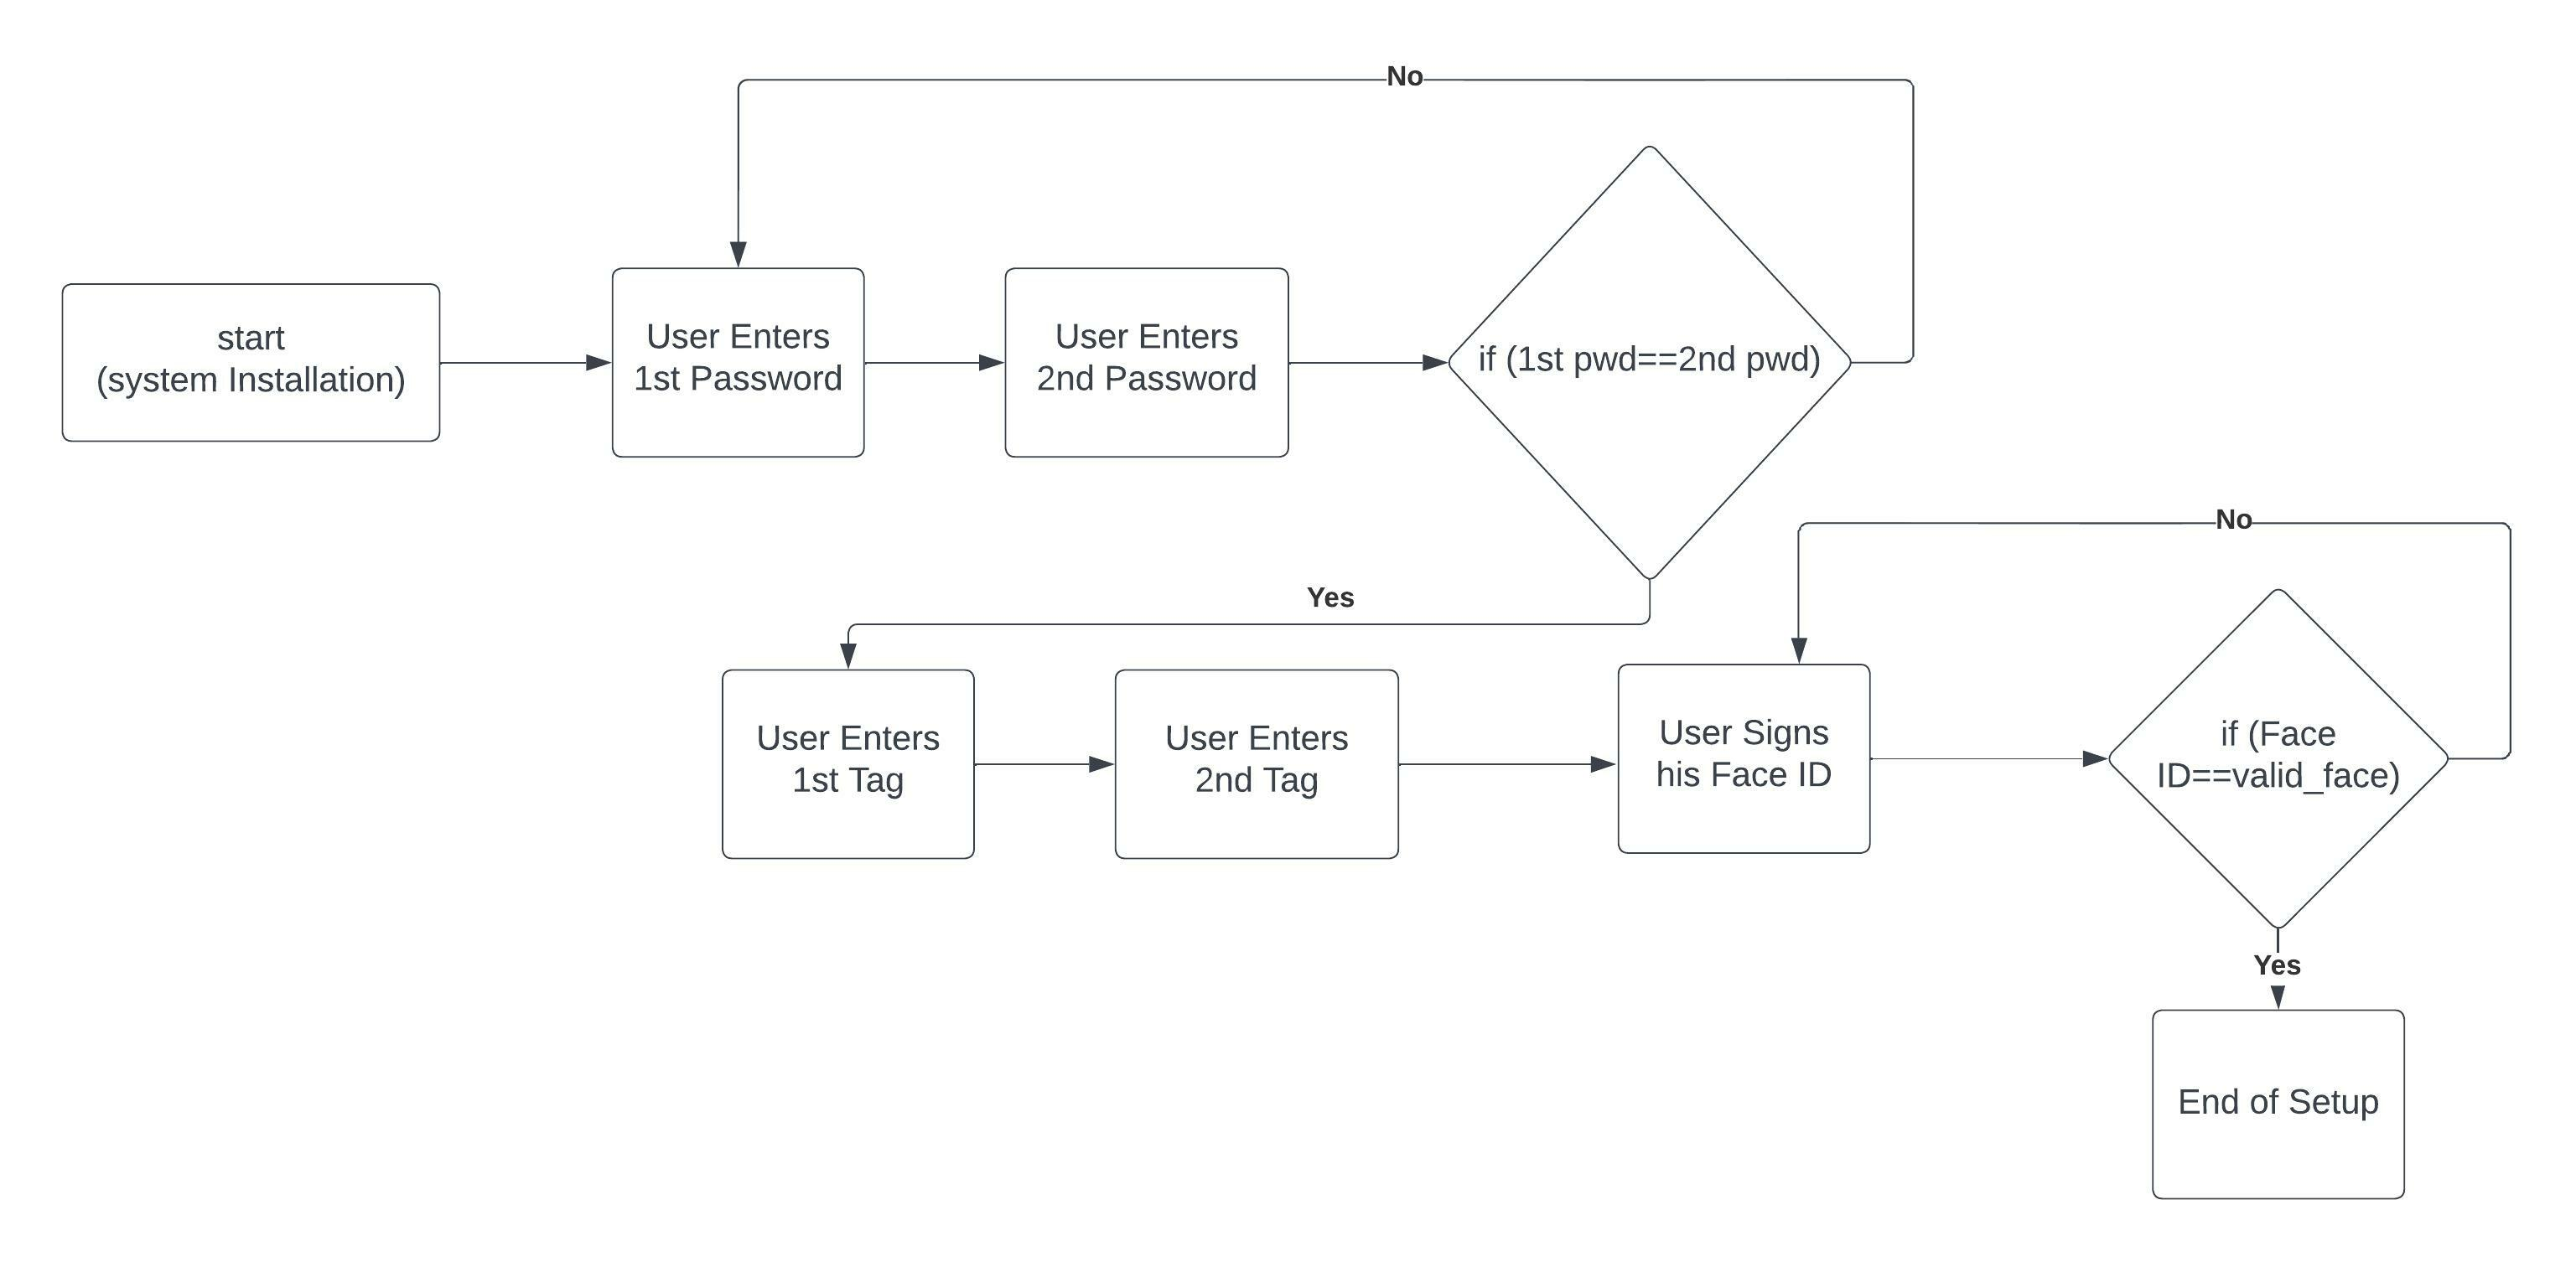 No
start
(system Installation)
User Enters
1st Password
User Enters
2nd Password
if (1st pwd==2nd pwd)
No
Yes
User Enters
1st Tag
User Enters
2nd Tag
User Signs
his Face ID
if (Face
ID==valid_face)
Yes
End of Setup